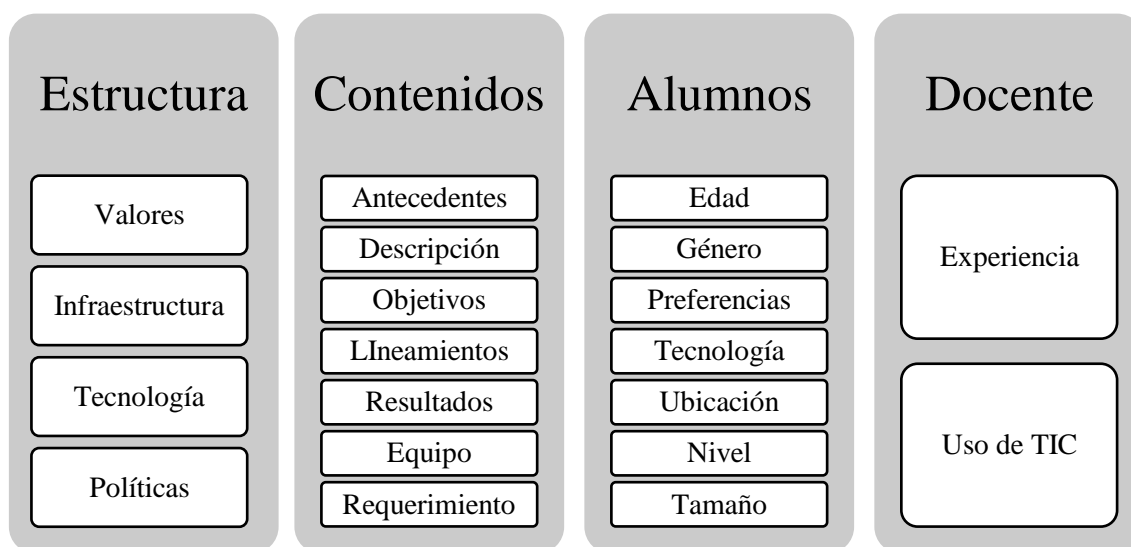 Estructura
Valores
Infraestructura
Tecnología
Políticas
Contenidos
Antecedentes
Descripción
Objetivos
LIneamientos
Resultados
Equipo
Requerimiento
Alumnos
Edad
Género
Preferencias
Tecnología
Ubicación
Nivel
Tamaño
Docente
Experiencia
Uso de TIC